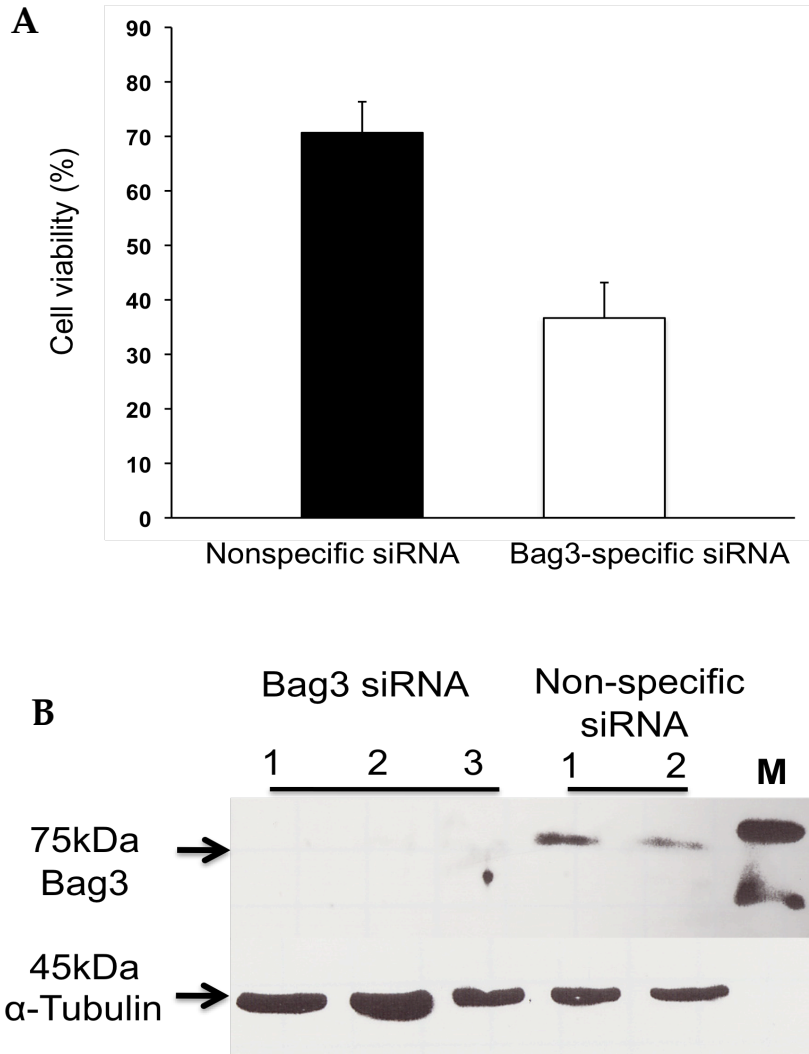 A
90
80
70
60
50
40
30
20
10
0
Cell viability (%)
Nonspecific siRNA
Bag3-specific siRNA
B
Bag3 siRNA
Non-specific
siRNA
1 2 3
1 2
M
75kDa
Bag3
45kDa
α-Tubulin